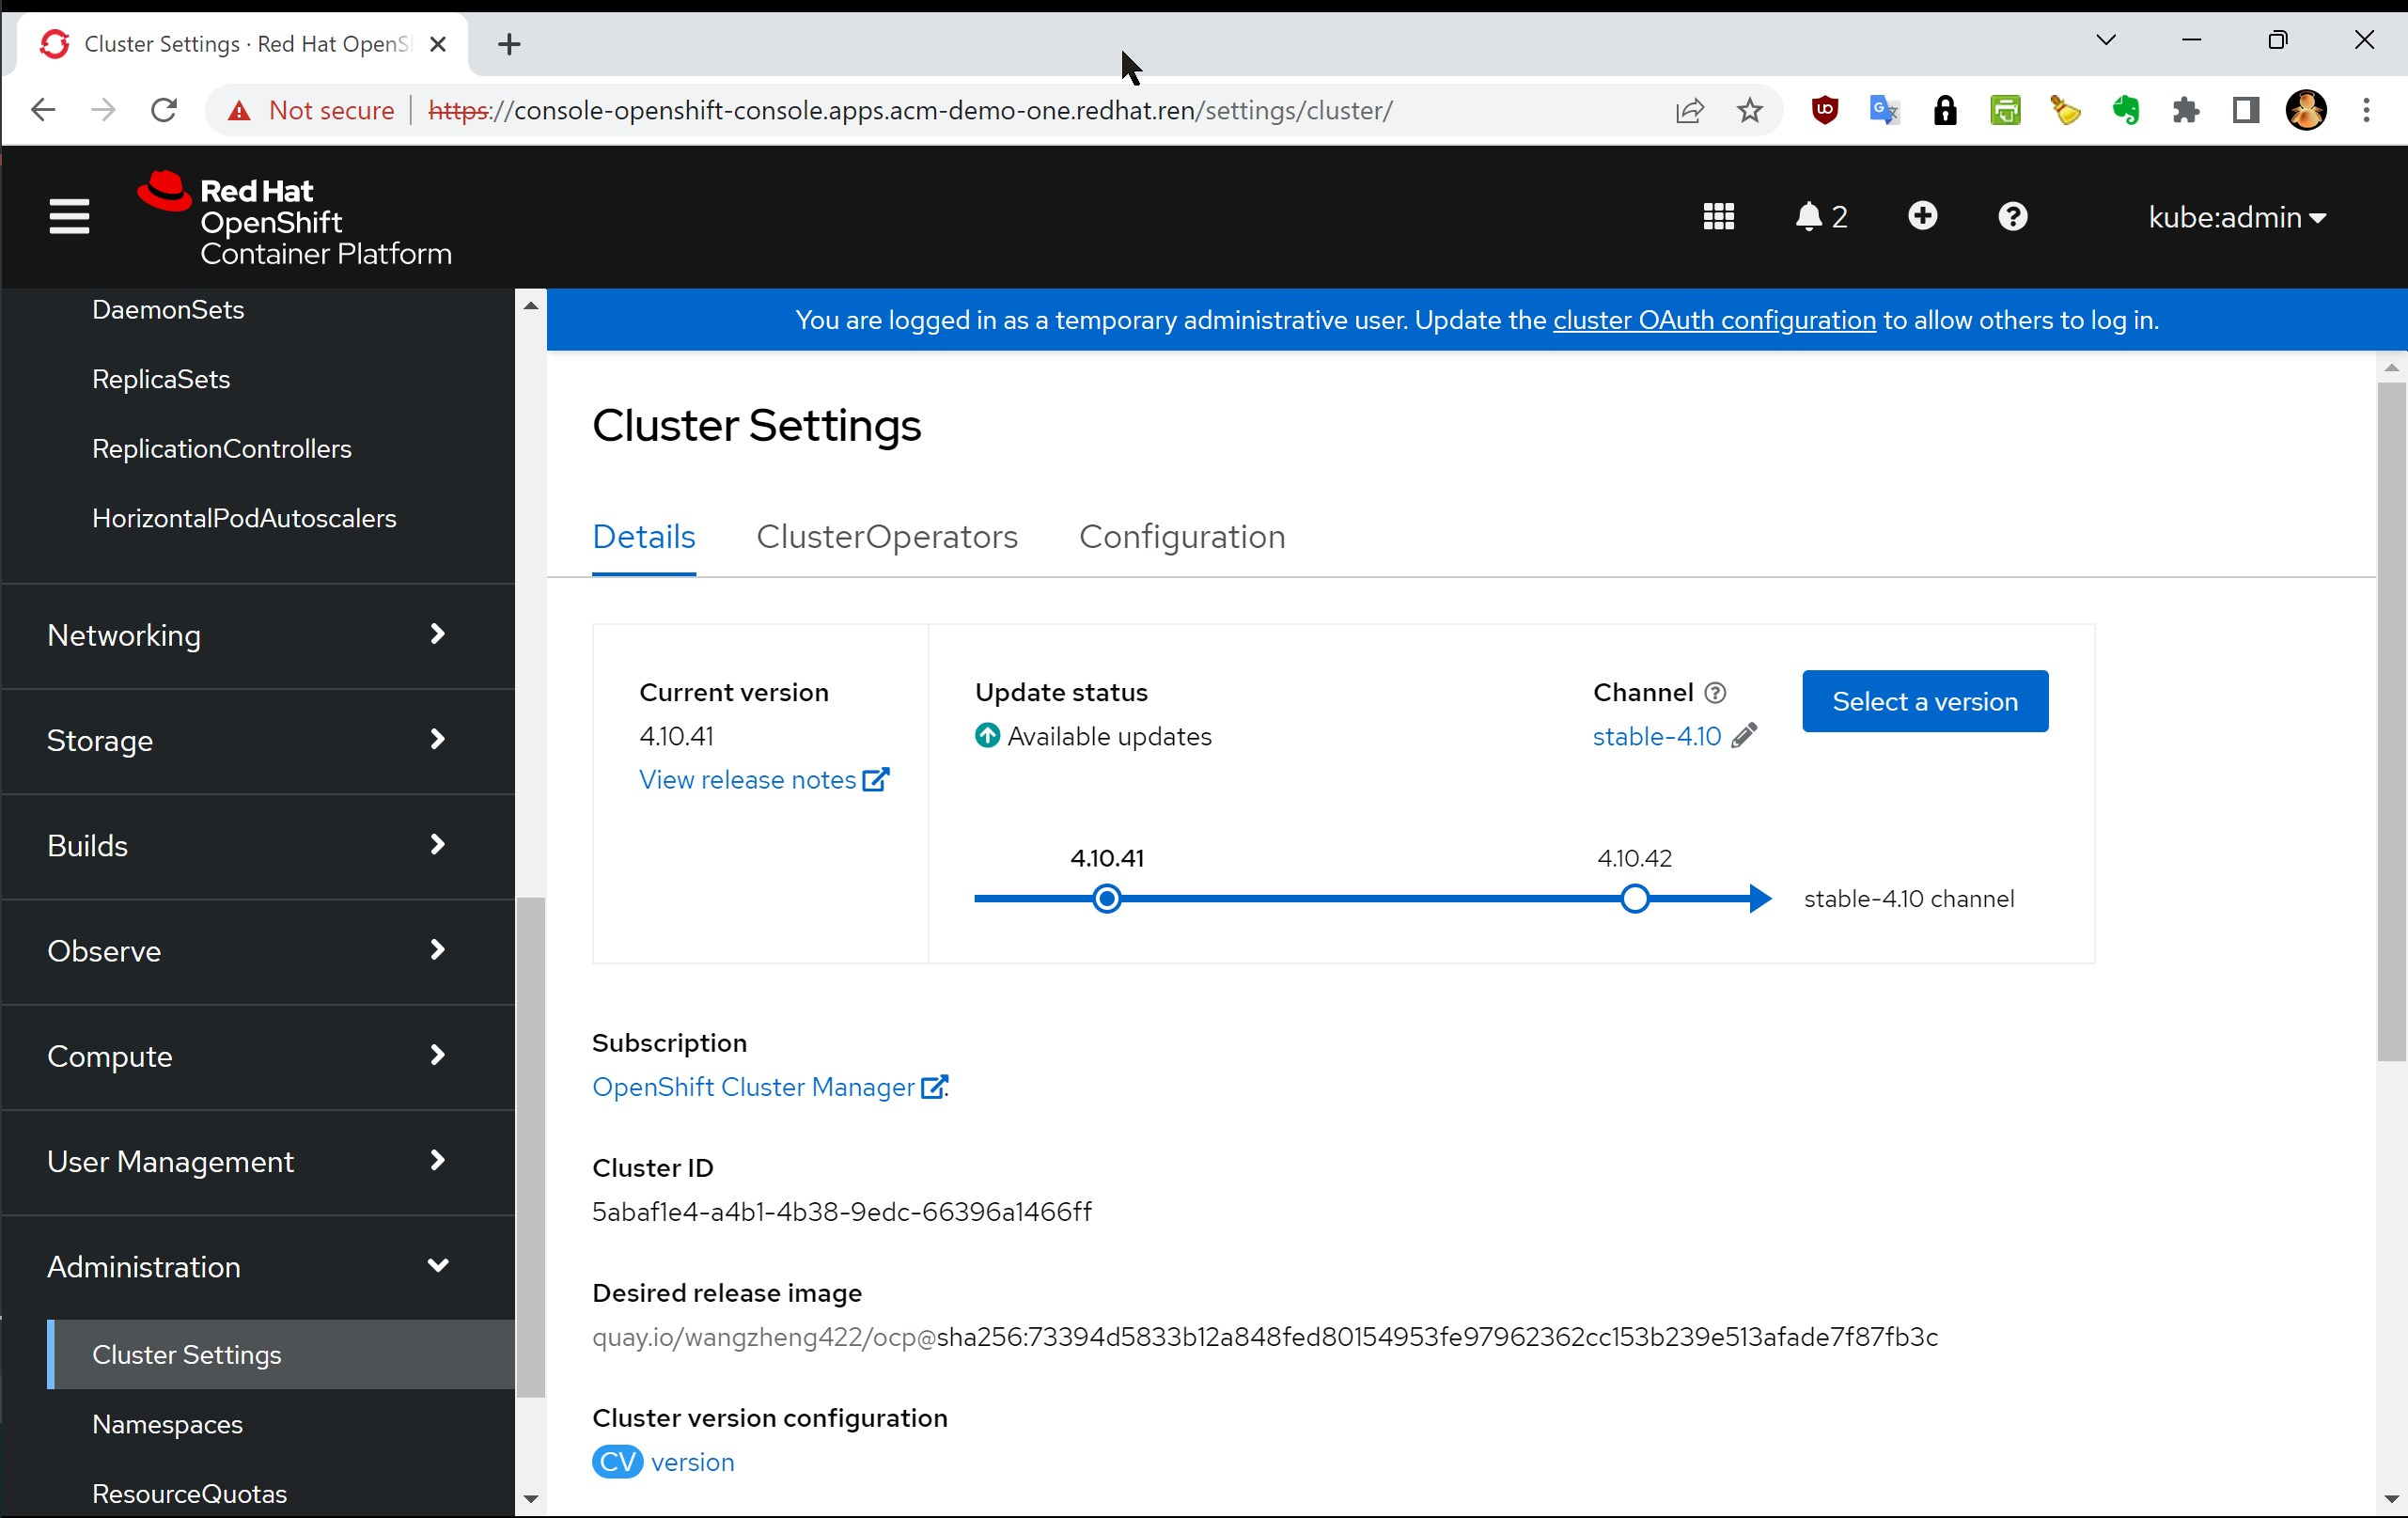 Cluster Settings · Red Hat OpenS
Not secure
https://console-openshift-console.apps.acm-demo-one.redhat.ren/settings/cluster/
Red Hat
OpenShift
Container Platform
2
kube:admin
You are logged in as a temporary administrative user. Update the cluster OAuth configuration to allow others to log in.
DaemonSets
ReplicaSets
ReplicationControllers
HorizontalPodAutoscalers
Networking
Storage
Builds
Observe
Compute
User Management
Administration
Cluster Settings
Namespaces
ResourceQuotas
Cluster Settings
Details ClusterOperators Configuration
Current version
4.10.41
View release notes
Update status
Available updates
Channel
stable-4.10
Select a version
4.10.41 4.10.42
stable-4.10 channel
Subscription
OpenShift Cluster Manager.
Cluster ID
5abaf1e4-a4b1-4b38-9edc-66396a1466ff
Desired release image
quay.io/wangzheng422/ocp@sha256:73394d5833b12a848fed80154953fe97962362cc153b239e513afade7f87fb3c
Cluster version configuration
CV version